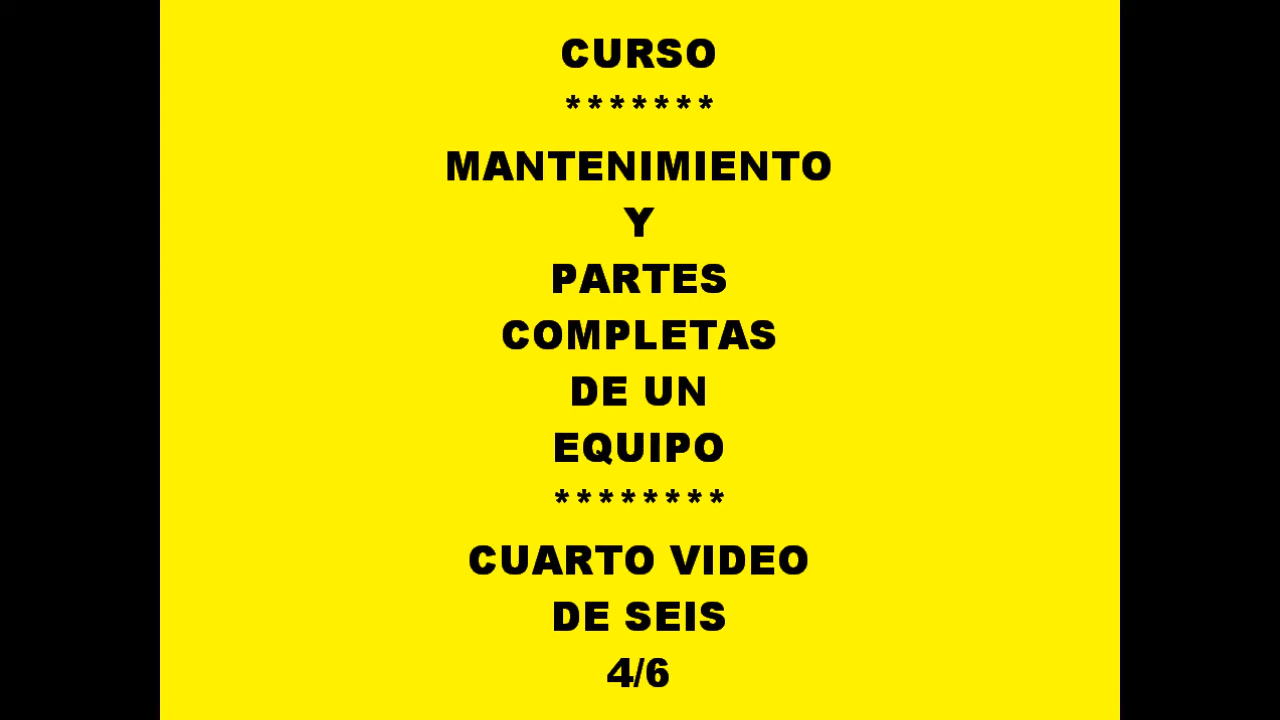 CURSO
*******
MANTENIMIENTO
Y
PARTES
COMPLETAS
DE UN
EQUIPO
********
CUARTO VIDEO
DE SEIS
4/6